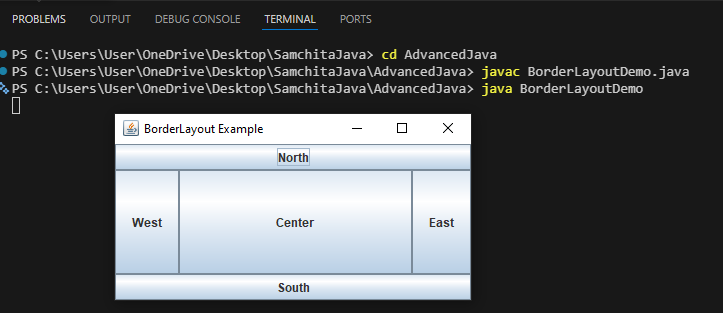 PROBLEMS OUTPUT DEBUG CONSOLE TERMINAL PORTS
PS C:\Users\User\OneDrive\Desktop\SamchitaJava> cd AdvancedJava
PS C:\Users\User\OneDrive\Desktop\SamchitaJava\AdvancedJava> javac BorderLayoutDemo.java
PS C:\Users\User\OneDrive\Desktop\SamchitaJava\AdvancedJava> java BorderLayoutDemo
BorderLayout Example
North
West Center East
South